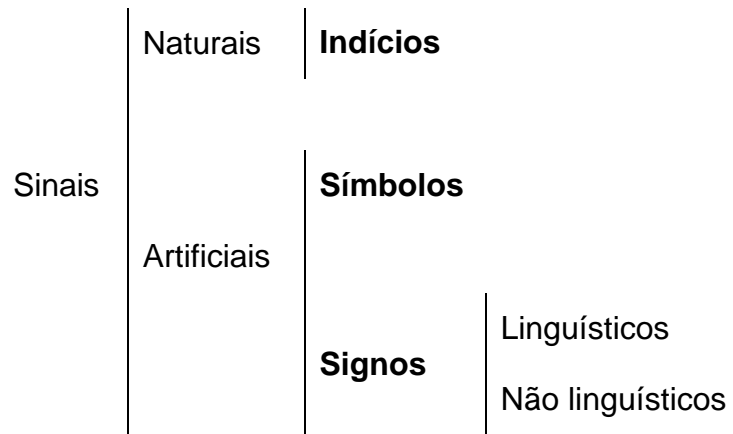 Naturais Indícios
Sinais Símbolos
Artificiais
Linguísticos
Signos
Não linguísticos